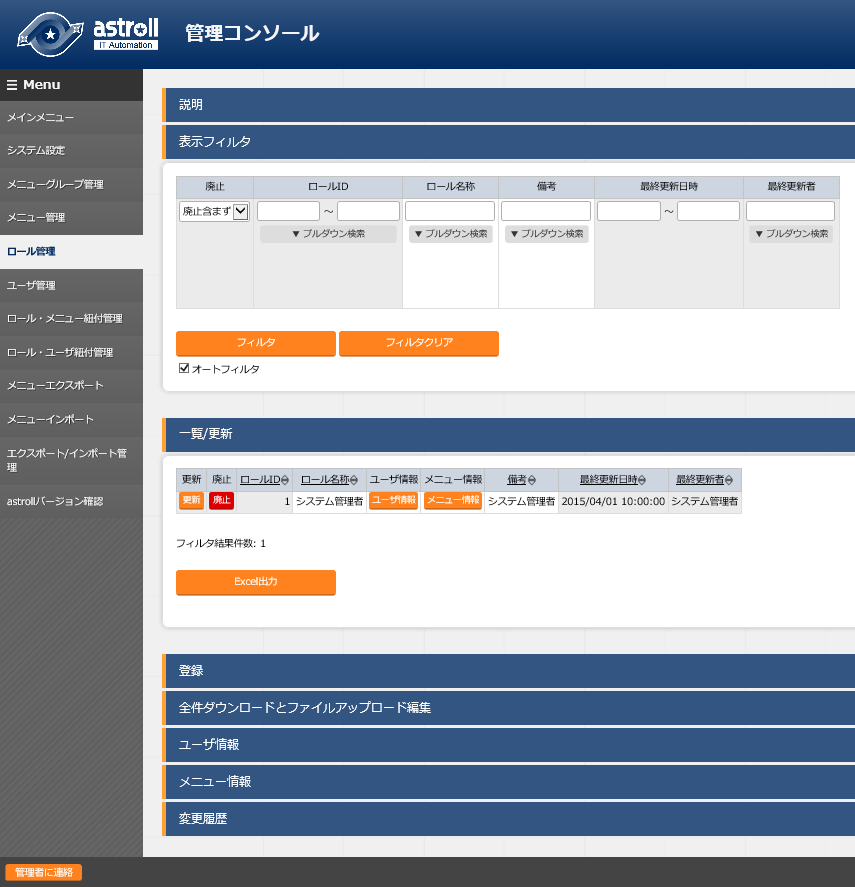 astroll
IT Automation
管理コンソール
Menu
メインメニュー
システム設定
メニューグループ管理
メニュー管理
ロール管理
ユーザ管理
ロール・メニュー紐付管理
ロール・ユーザ紐付管理
メニューエクスポート
メニューインポート
エクスポート/インポート管
理
astrollバージョン確認
説明
表示フィルタ
廃止 ロールID ロール名称 備考 最終更新日時 最終更新者
廃止含まず ～ ～
▼プルダウン検索 ▼プルダウン検索 ▼プルダウン検索 ▼プルダウン検索
フィルタ フィルタクリア
オートフィルタ
一覧/更新
更新 廃止 ロールID ロール名称 ユーザ情報 メニュー情報 備考 最終更新日時 最終更新者
更新 廃止 1 システム管理者 ユーザ情報 メニュー情報 システム管理者 2015/04/01 10:00:00 システム管理者
フィルタ結果件数: 1
Excel出力
登録
全件ダウンロードとファイルアップロード編集
ユーザ情報
メニュー情報
変更履歴
管理者に連絡